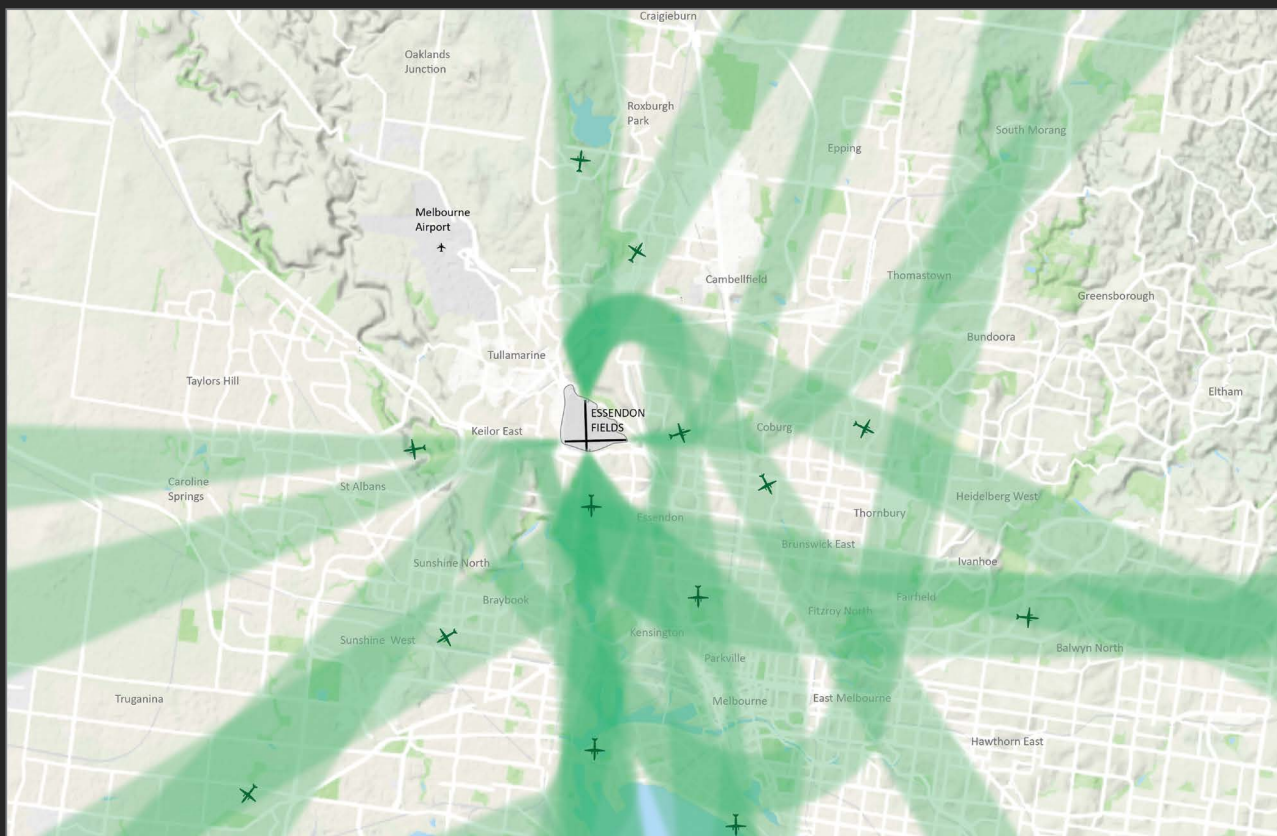 Craigieburn
Oaklands
Junction
Roxburgh
Park
South Morang
Epping
Melbourne
Airport
Cambellfield
Thomastown
Greensborough
Bundoora
Tullamarine
Taylors Hill
Eltham
ESSENDON
FIELDS
Keilor East
Coburg
Caroline
Springs
St Albans
Heidelberg West
Thornbury
Essendon
Brunswick East
Sunshine North
Ivanhoe
Braybook
Fairfield
Fitzroy North
Kensington
Sunshine West
Balwyn North
Parkville
Truganina
Melbourne
East Melbourne
Hawthorn East